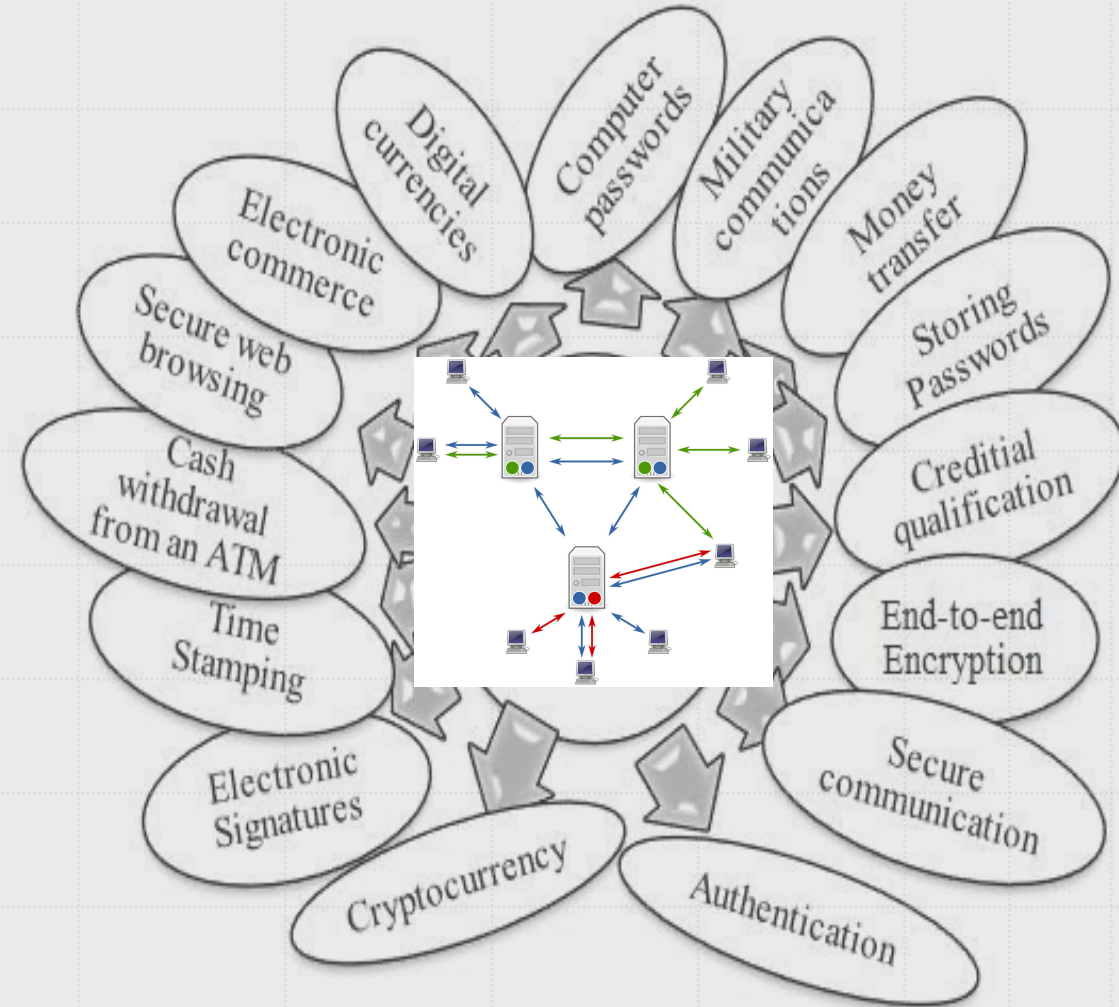 Computer
passwords
Military
communica
tions
Money
transfer
Storing
Passwords
Creditial
qualification
End-to-end
Encryption
Secure
communication
Authentication
Cryptocurrency
Electronic
Signatures
Time
Stamping
Cash
withdrawal
from an ATM
Secure web
browsing
Electronic
commerce
Digital
currencies